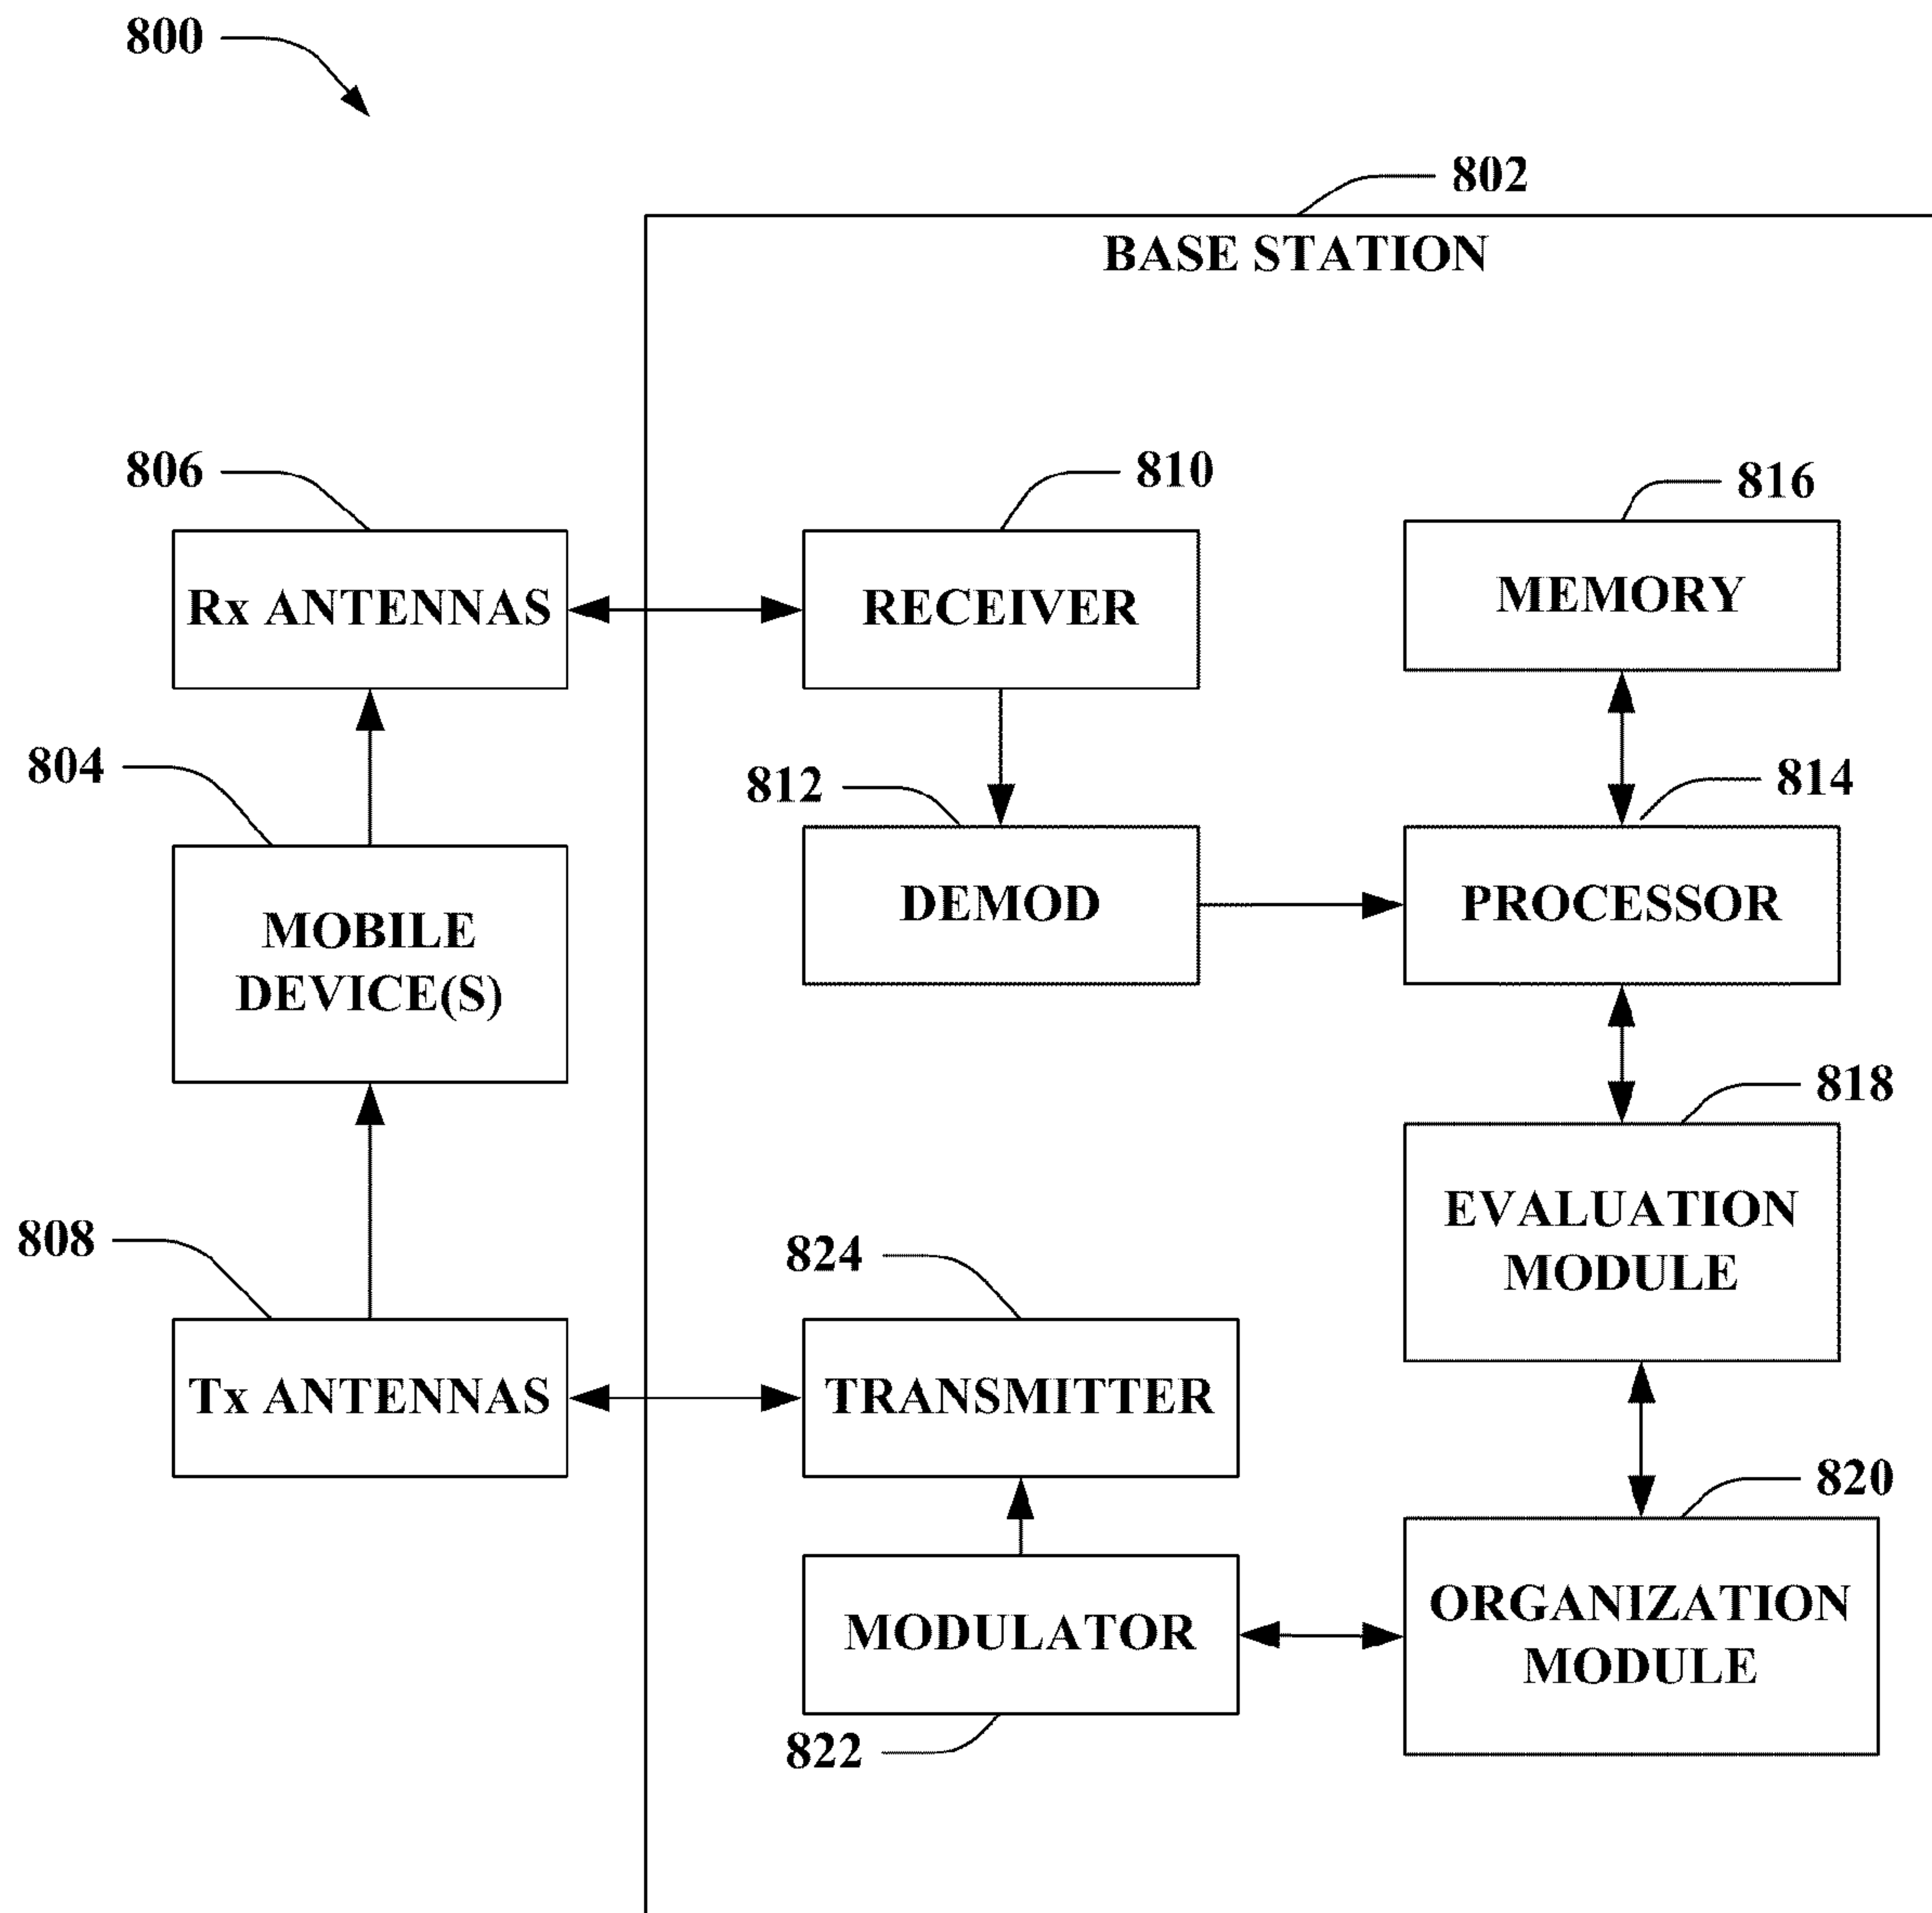 800
802
BASE STATION
806
810
816
Rx ANTENNAS
RECEIVER
MEMORY
804
812
814
MOBILE
DEVICE(S)
DEMOD
PROCESSOR
818
808
824
EVALUATION
MODULE
Tx ANTENNAS
TRANSMITTER
820
MODULATOR
ORGANIZATION
MODULE
822